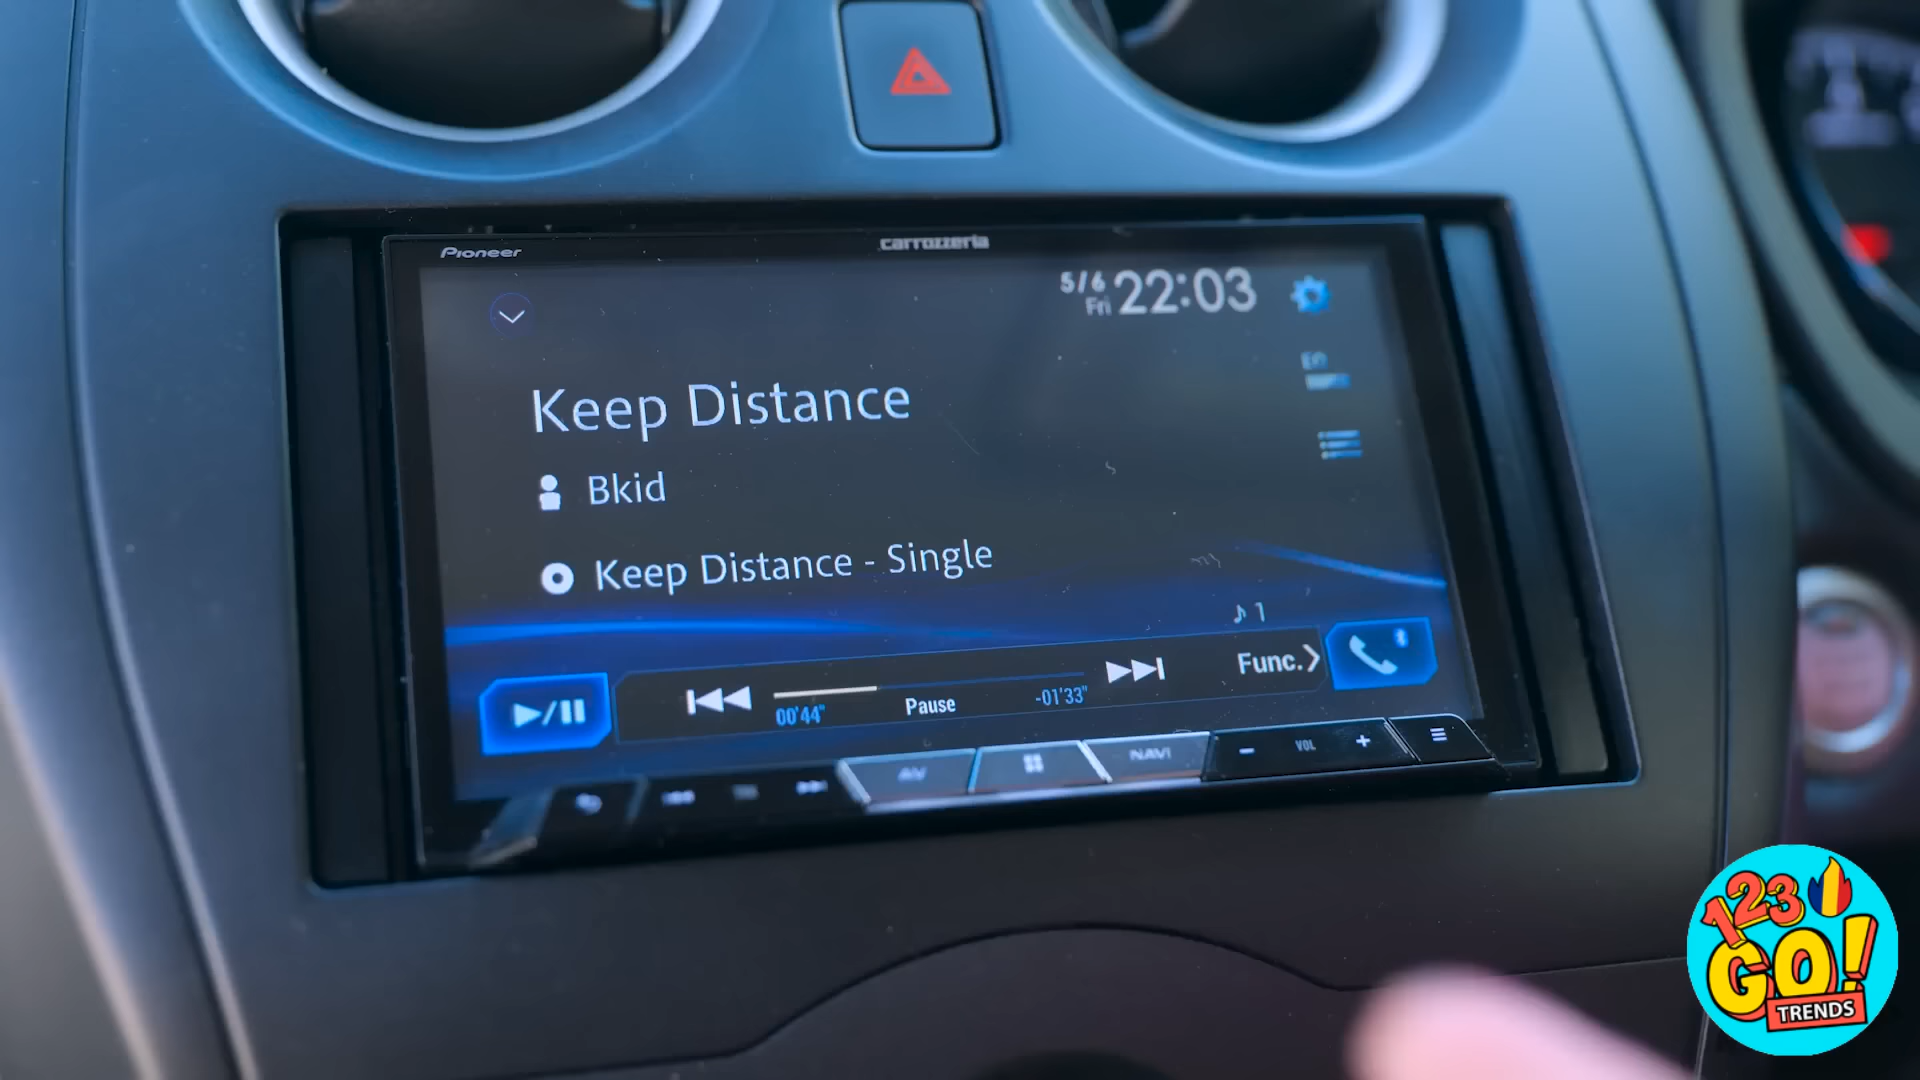 Pioneer
carrozzeria
5/6
Fri
22:03
Keep Distance
Bkid
Keep Distance - Single
1
Func.
00'44"
Pause
-01'33"
AV
NAVI
- VOL +
123
GO!
TRENDS